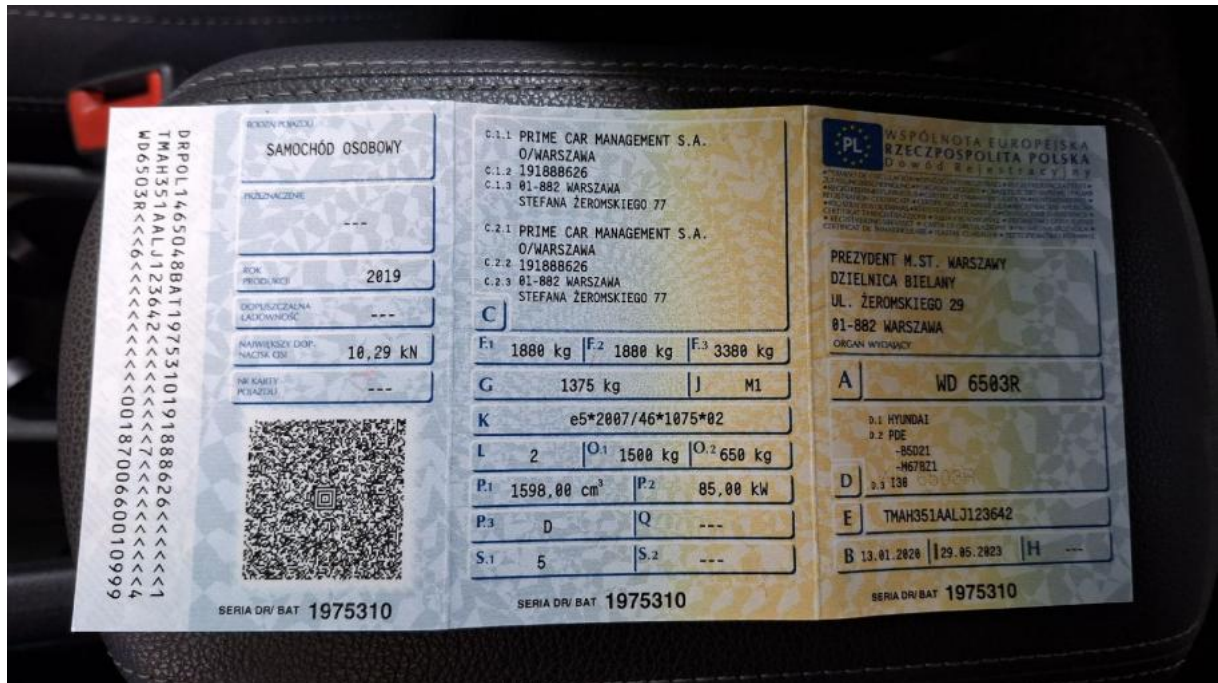 DRPOL1465048BAT1975310191888626<<<<<<1
TMAH351AALJ123642<<<<<<<<7<<<<<<<<4
WD6503R<<6<<<<<<<<<<<<0018700660010999
RODZAJ POJAZDU
SAMOCHÓD OSOBOWY
PRZEZNACZENIE
---
ROK PRODUKCJI
2019
DOPUSZCZALNA ŁADOWNOŚĆ
---
NAJWIĘKSZY DOP. NACISK OSI
10,29 kN
NR KARTY POJAZDU
---
SERIA DR/ BAT 1975310
C.1.1 PRIME CAR MANAGEMENT S.A.
O/WARSZAWA
C.1.2 191888626
C.1.3 01-882 WARSZAWA
STEFANA ŻEROMSKIEGO 77
C.2.1 PRIME CAR MANAGEMENT S.A.
O/WARSZAWA
C.2.2 191888626
C.2.3 01-882 WARSZAWA
STEFANA ŻEROMSKIEGO 77
C
F.1 1880 kg F.2 1880 kg F.3 3380 kg
G 1375 kg J M1
K e5*2007/46*1075*02
L 2 O.1 1500 kg O.2 650 kg
P.1 1598,00 cm³ P.2 85,00 kW
P.3 D Q ---
S.1 5 S.2 ---
SERIA DR/ BAT 1975310
PL
WSPÓLNOTA EUROPEJSKA
RZECZPOSPOLITA POLSKA
Dowód Rejestracyjny
PREZYDENT M.ST. WARSZAWY
DZIELNICA BIELANY
UL. ŻEROMSKIEGO 29
01-882 WARSZAWA
ORGAN WYDAJĄCY
A WD 6503R
D.1 HYUNDAI
D.2 PDE
-B5D21
-M67BZ1
D D.3 I30 6503R
E TMAH351AALJ123642
B 13.01.2020 I 29.05.2023 H ---
SERIA DR/ BAT 1975310